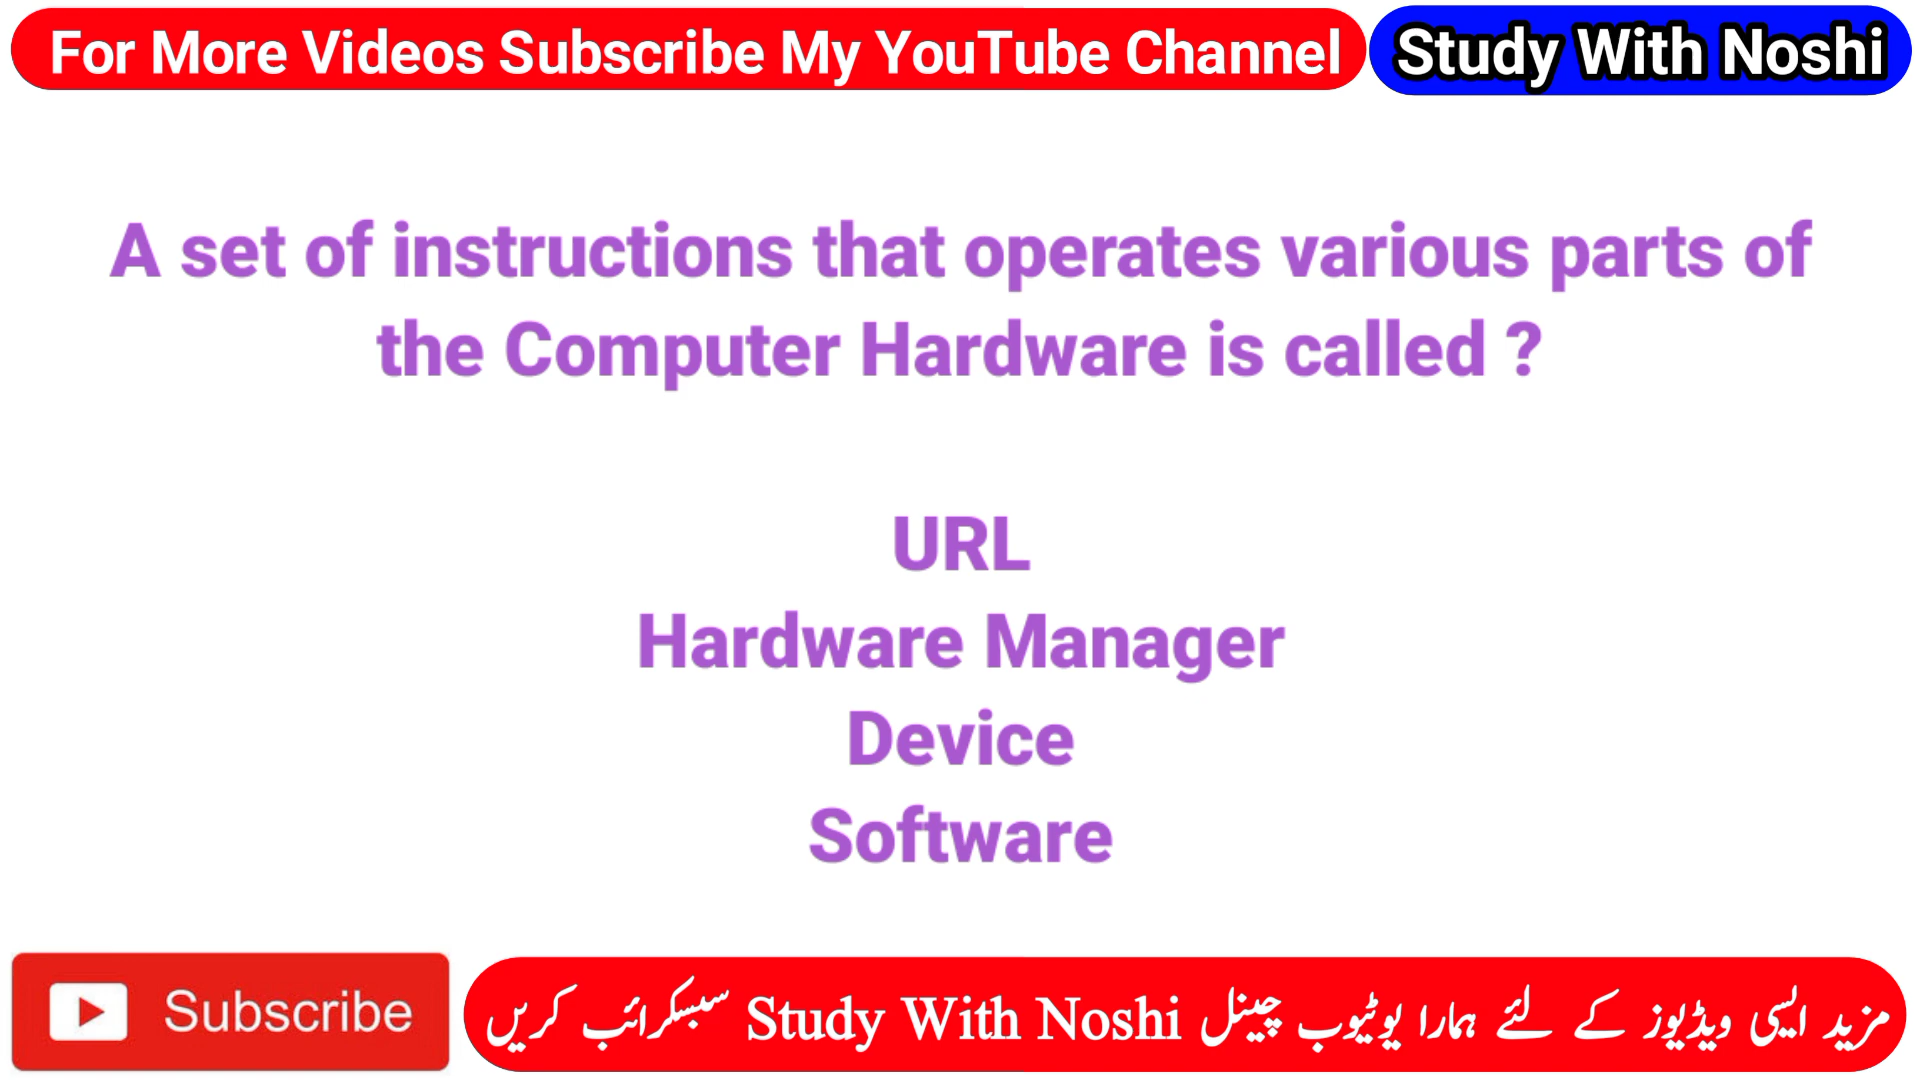 For More Videos Subscribe My YouTube Channel
Study With Noshi
A set of instructions that operates various parts of
the Computer Hardware is called ?
URL
Hardware Manager
Device
Software
Subscribe
مزید ایسی ویڈیوز کے لئے ہمارا یوٹیوب چینل Study With Noshi سبسکرائب کریں